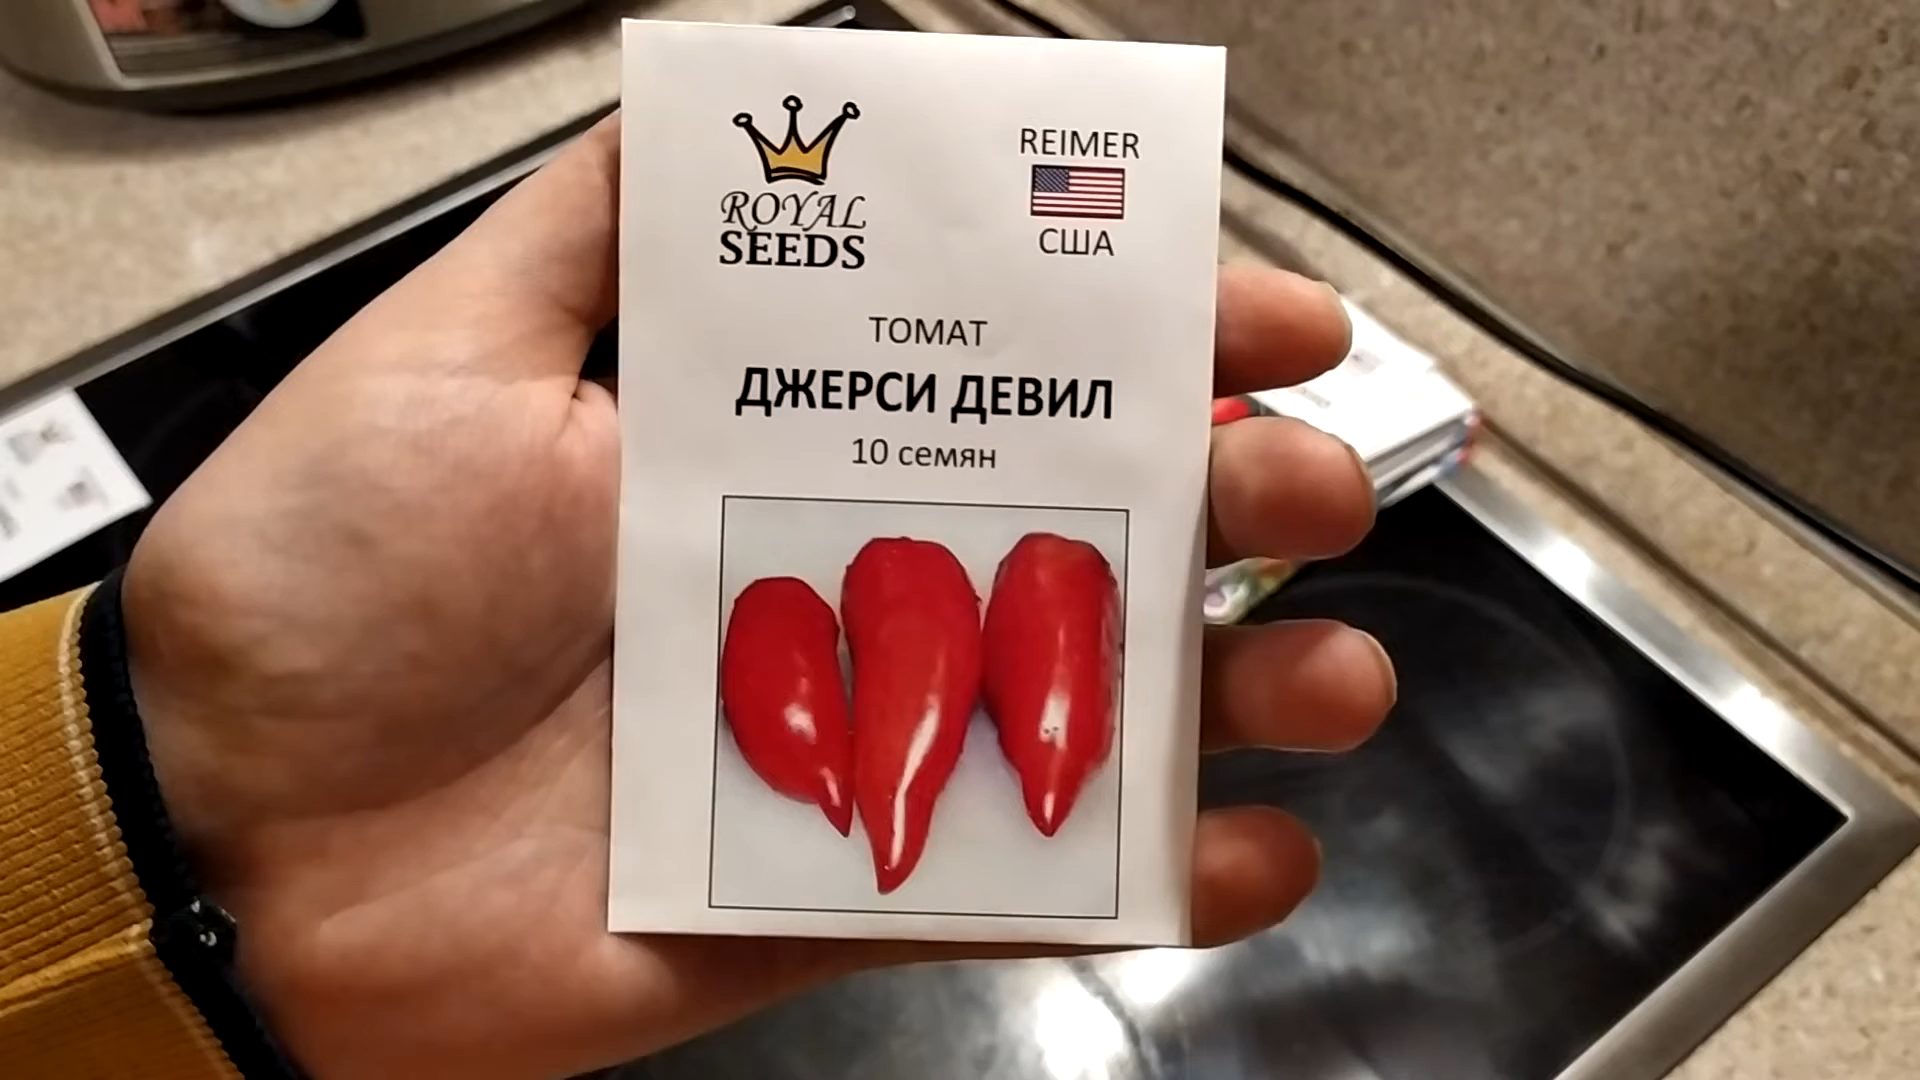 ROYAL
SEEDS
REIMER
США
ТОМАТ
ДЖЕРСИ ДЕВИЛ
10 семян